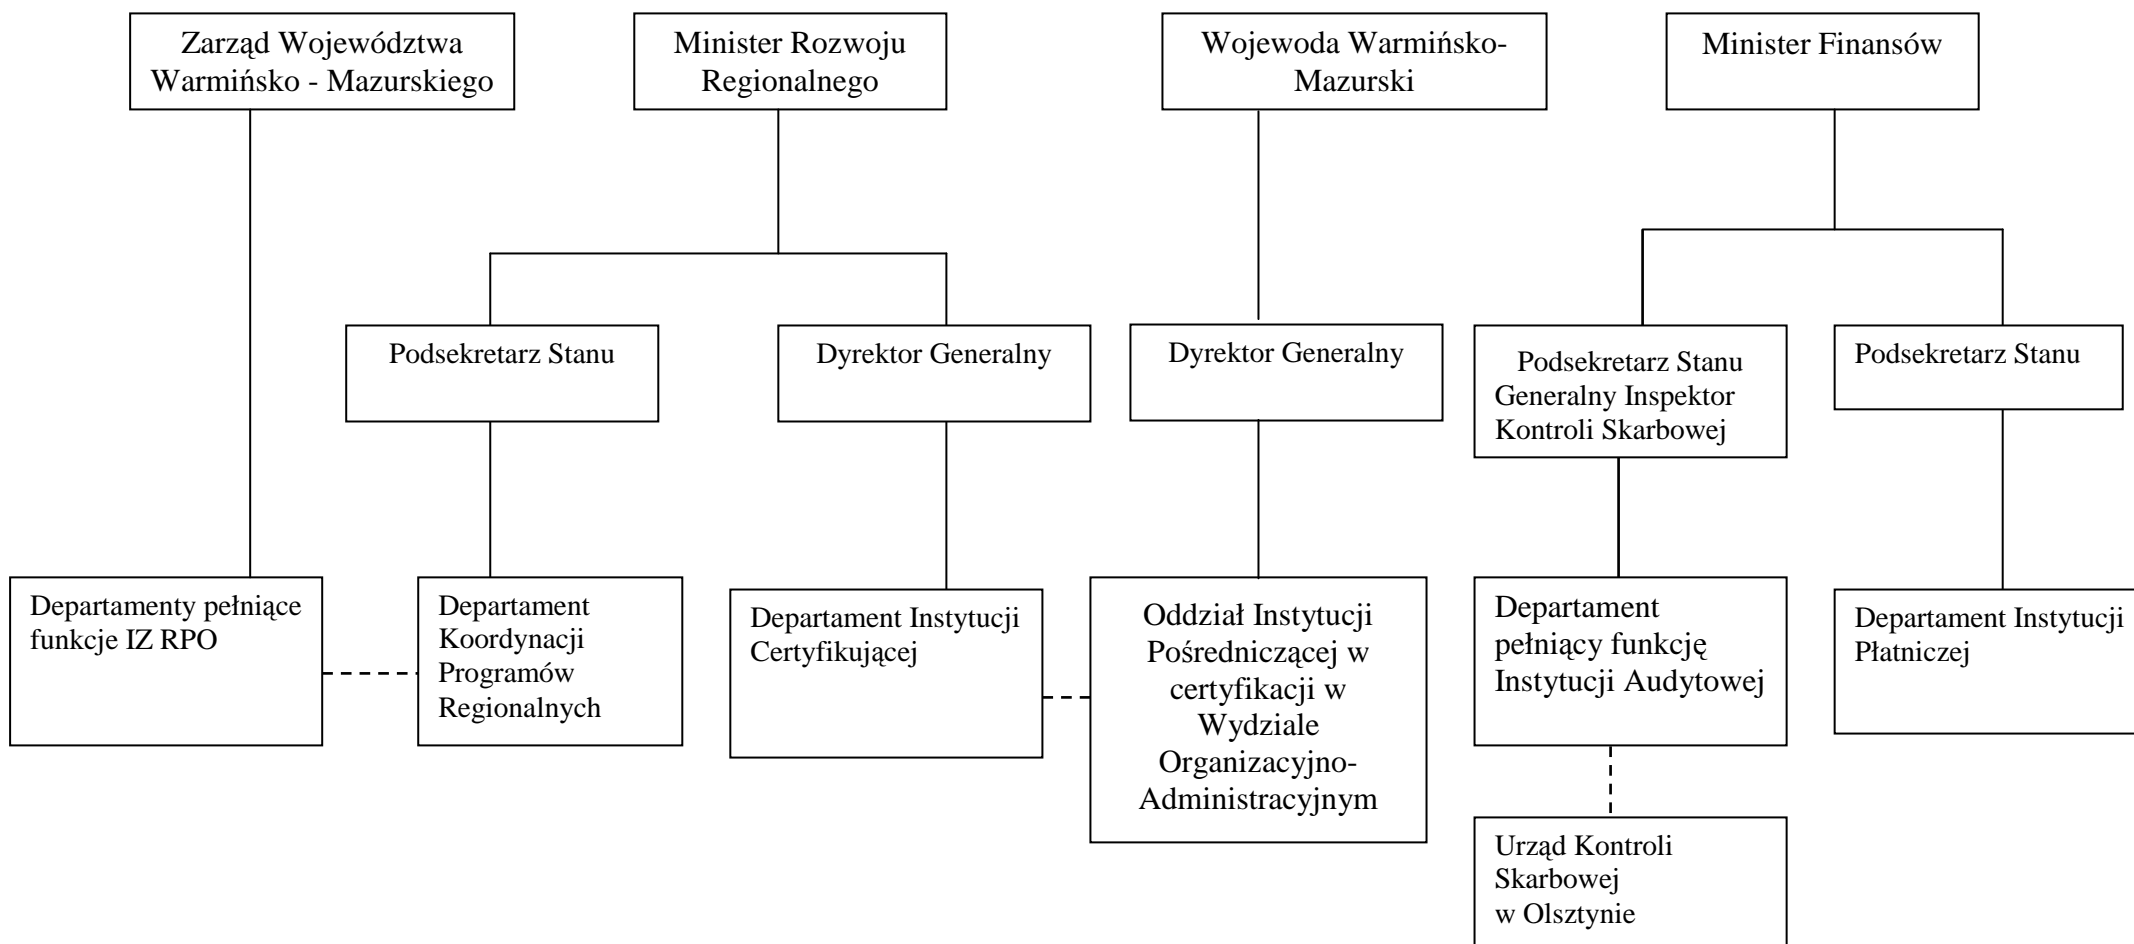 Zarząd Województwa
Warmińsko - Mazurskiego
Minister Rozwoju
Regionalnego
Wojewoda Warmińsko-
Mazurski
Minister Finansów
Podsekretarz Stanu
Dyrektor Generalny
Dyrektor Generalny
Podsekretarz Stanu
Generalny Inspektor
Kontroli Skarbowej
Podsekretarz Stanu
Departamenty pełniące
funkcje IZ RPO
Departament
Koordynacji
Programów
Regionalnych
Departament Instytucji
Certyfikującej
Oddział Instytucji
Pośredniczącej w
certyfikacji w
Wydziale
Organizacyjno-
Administracyjnym
Departament
pełniący funkcję
Instytucji Audytowej
Departament Instytucji
Płatniczej
Urząd Kontroli
Skarbowej
w Olsztynie